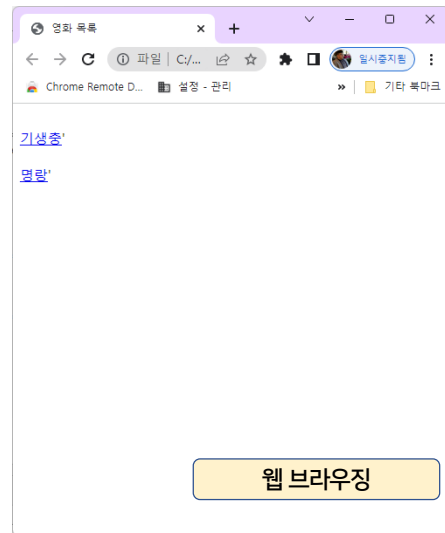 영화 목록
파일 C:/...
일시중지됨
Chrome Remote D... 설정 - 관리 » 기타 북마크
기생충'
명랑'
웹 브라우징